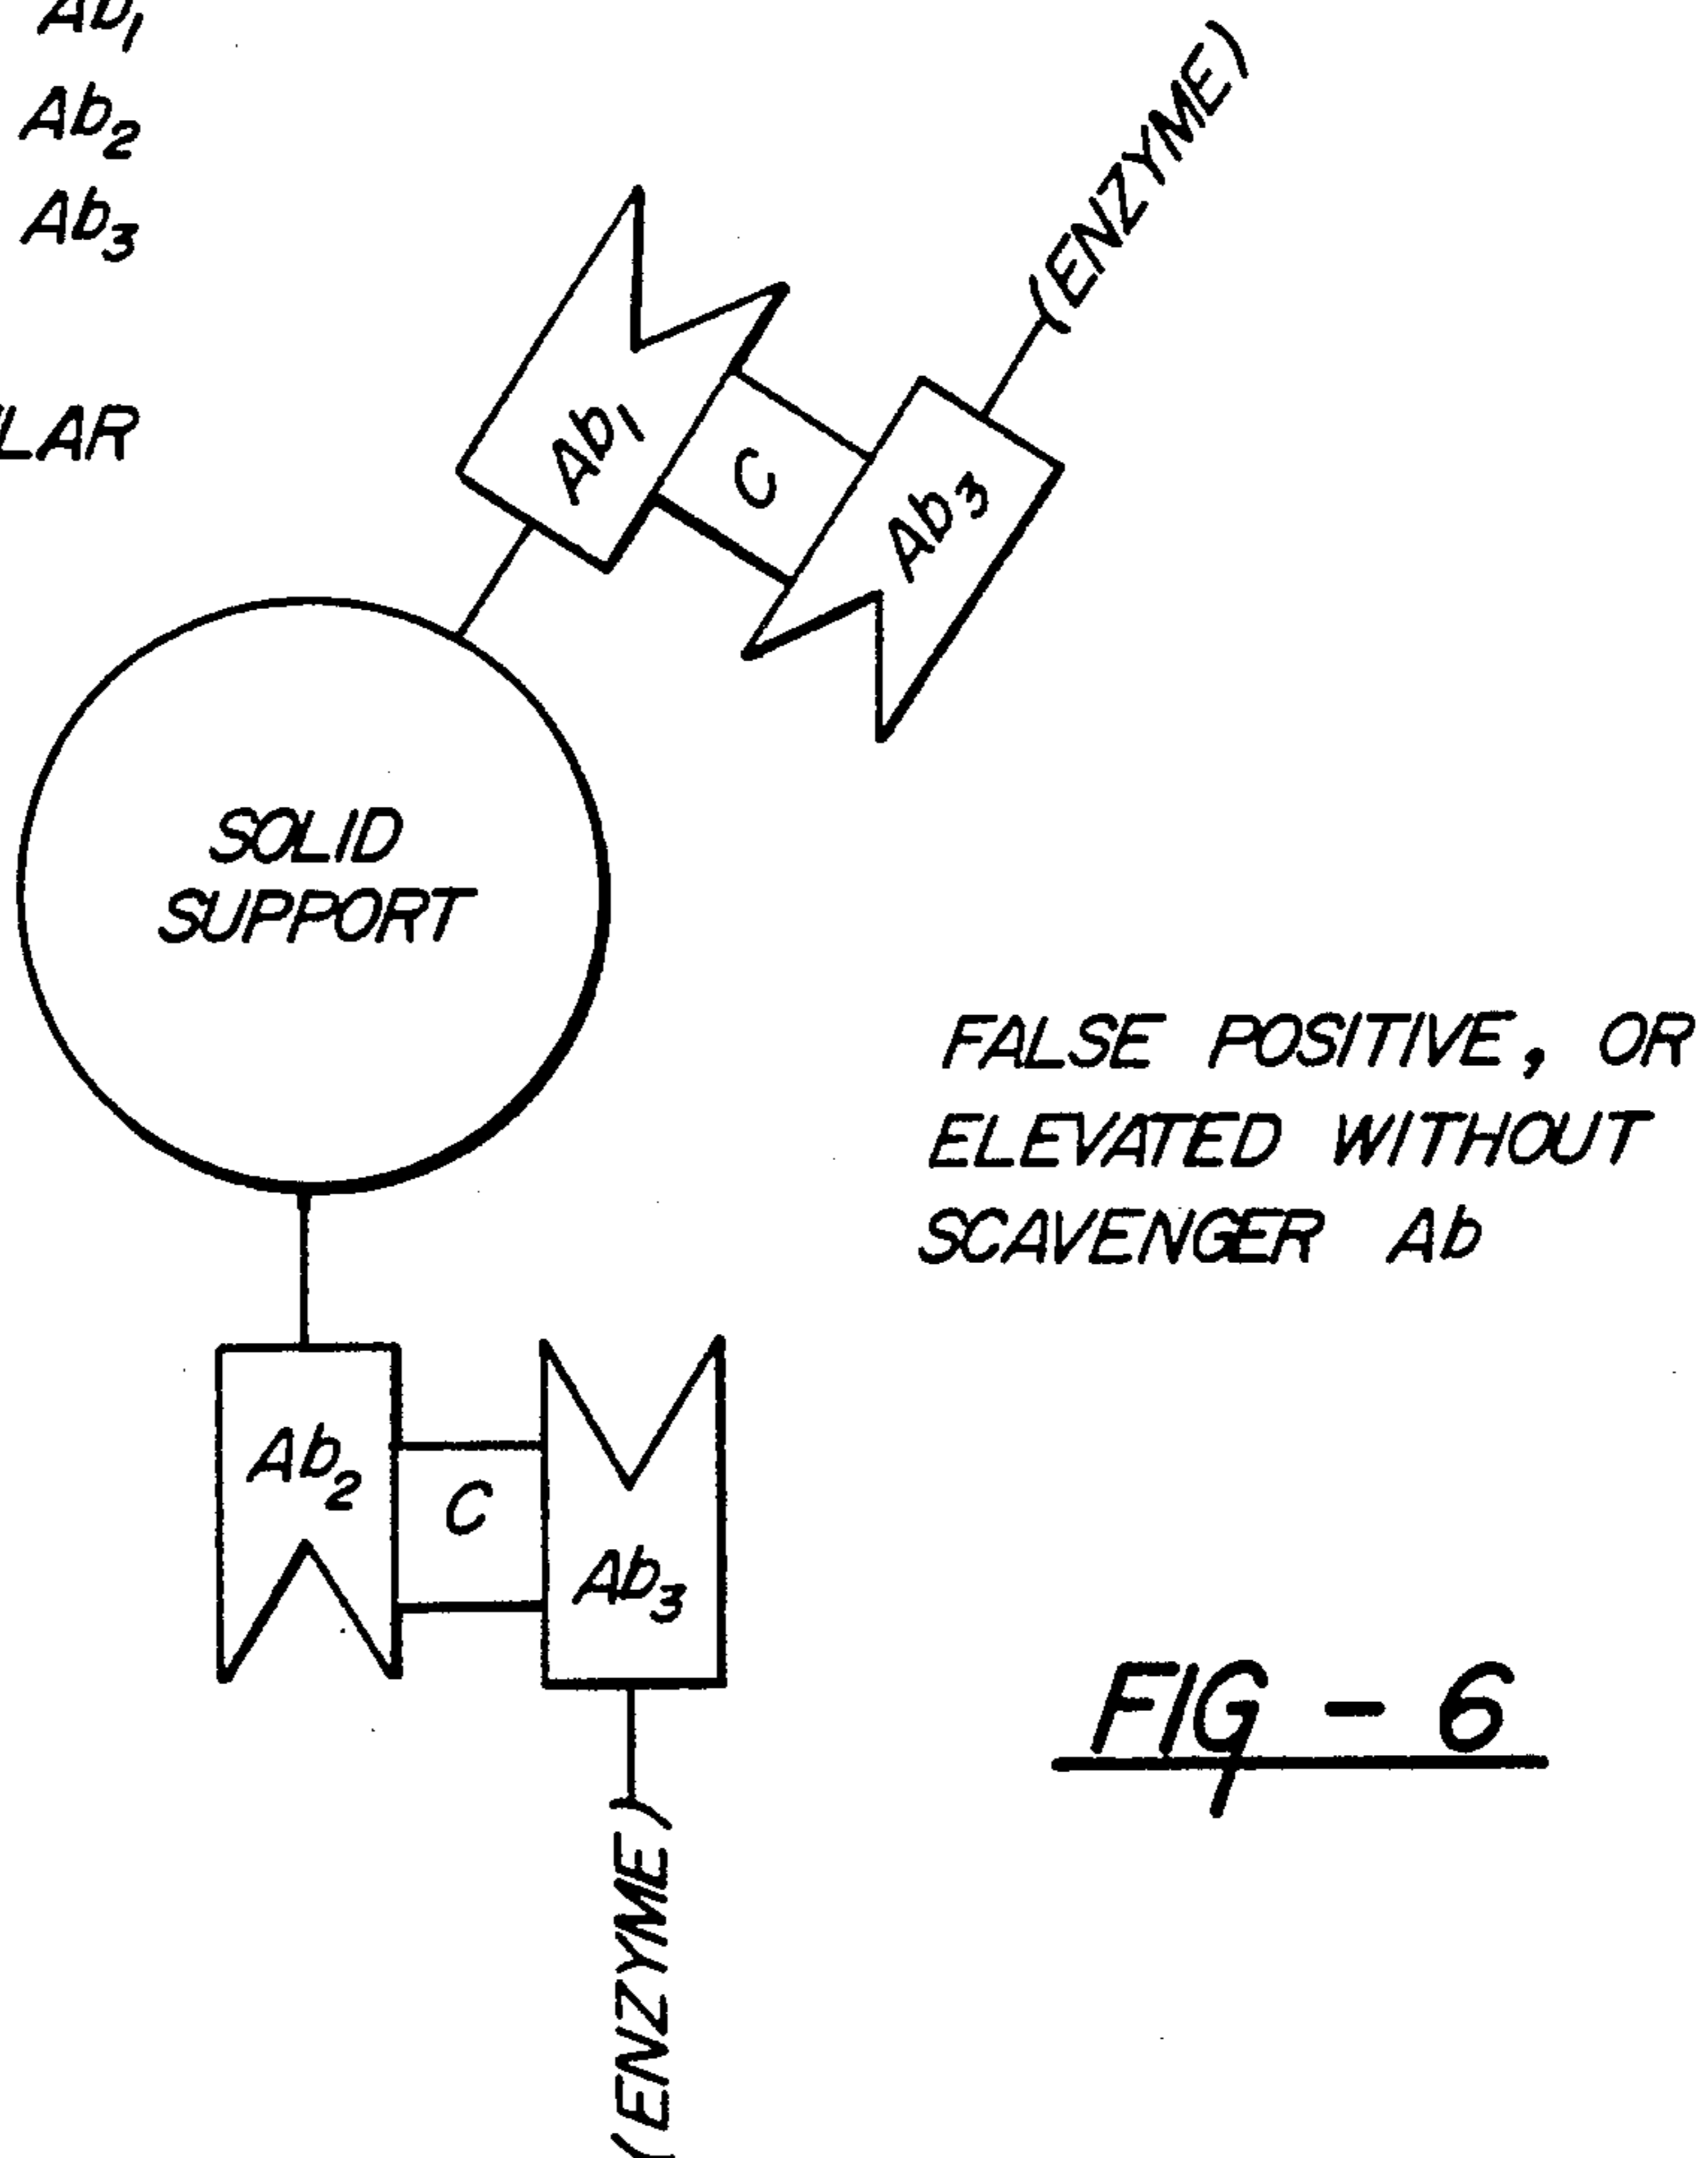 Ab1
Ab2
Ab3
LAR
(ENZYME)
Ab1
C
Ab3
SOLID
SUPPORT
FALSE POSITIVE, OR
ELEVATED WITHOUT
SCAVENGER Ab
Ab2
C
Ab3
(ENZYME)
FIG - 6